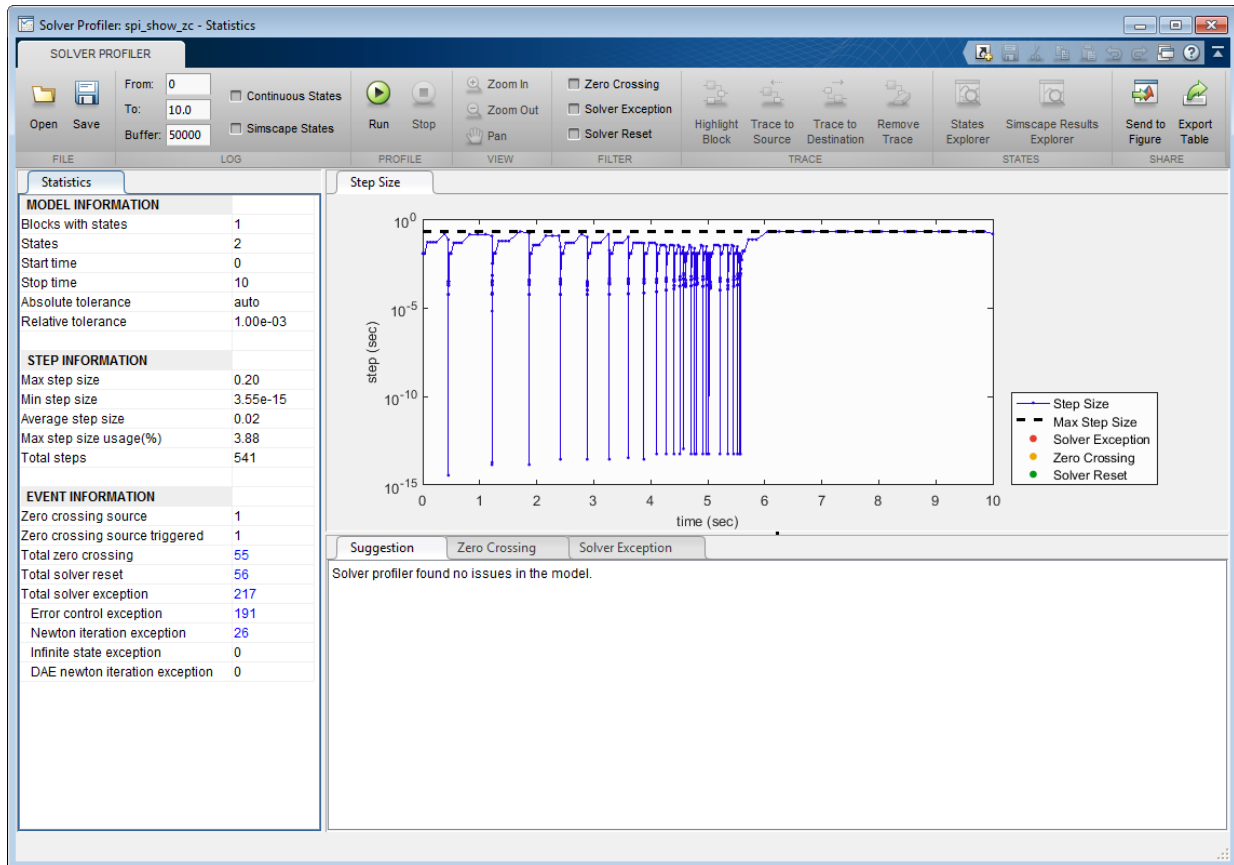 Solver Profiler: spi_show_zc - Statistics
SOLVER PROFILER
From: 0
To: 10.0
Buffer: 50000
Continuous States
Simscape States
Open Save
Run Stop
Zoom In
Zoom Out
Pan
Zero Crossing
Solver Exception
Solver Reset
Highlight Block
Trace to Source
Trace to Destination
Remove Trace
States Explorer
Simscape Results Explorer
Send to Figure
Export Table
FILE LOG PROFILE VIEW FILTER TRACE STATES SHARE
Statistics
MODEL INFORMATION
Blocks with states 1
States 2
Start time 0
Stop time 10
Absolute tolerance auto
Relative tolerance 1.00e-03
STEP INFORMATION
Max step size 0.20
Min step size 3.55e-15
Average step size 0.02
Max step size usage(%) 3.88
Total steps 541
EVENT INFORMATION
Zero crossing source 1
Zero crossing source triggered 1
Total zero crossing 55
Total solver reset 56
Total solver exception 217
Error control exception 191
Newton iteration exception 26
Infinite state exception 0
DAE newton iteration exception 0
Step Size
10^0
10^-5
10^-10
10^-15
step (sec)
0 1 2 3 4 5 6 7 8 9 10
time (sec)
Step Size
Max Step Size
Solver Exception
Zero Crossing
Solver Reset
Suggestion Zero Crossing Solver Exception
Solver profiler found no issues in the model.